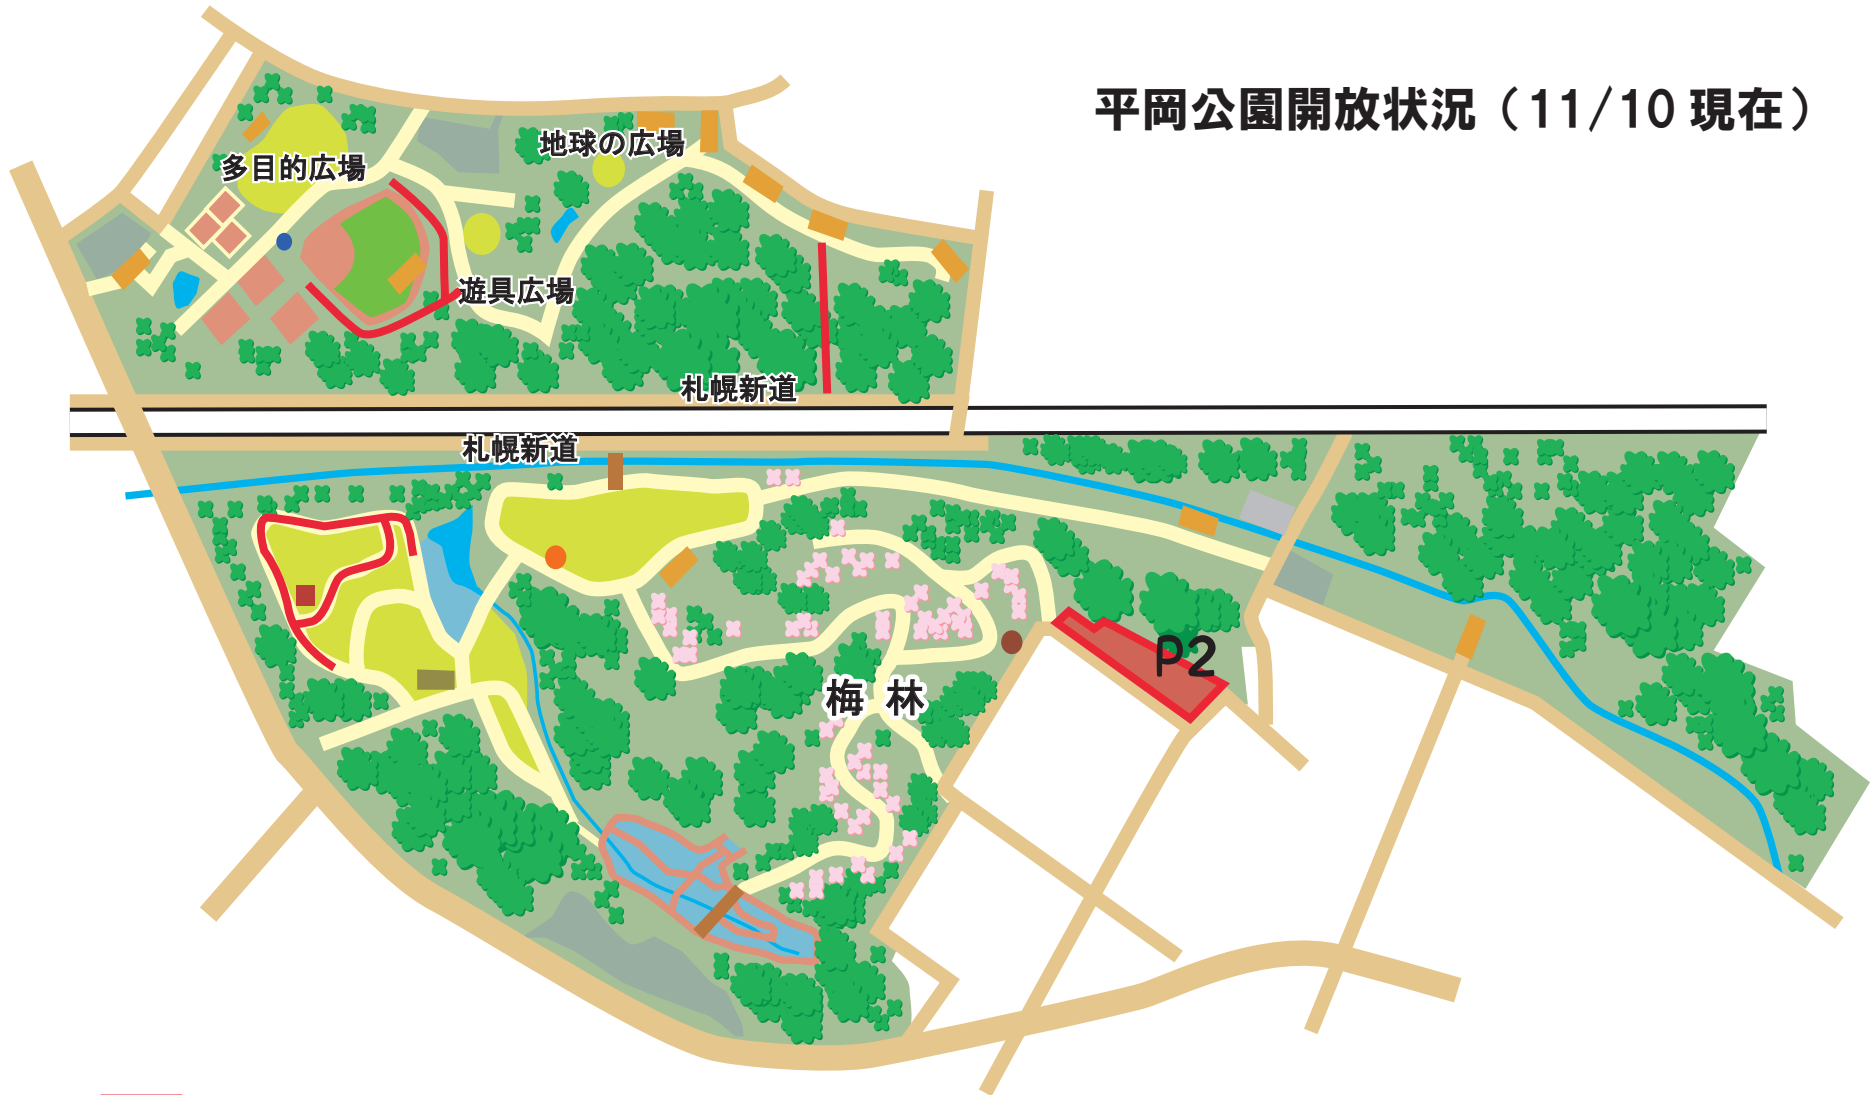 平岡公園開放状況（11/10 現在）
地球の広場
多目的広場
遊具広場
札幌新道
札幌新道
P2
梅 林